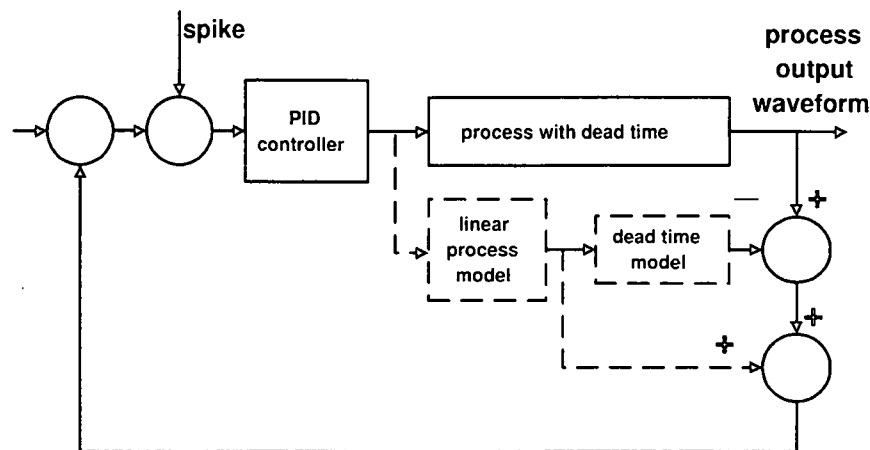 spike
process
output
waveform
PID
controller
process with dead time
linear
process
model
dead time
model
— +
+
+